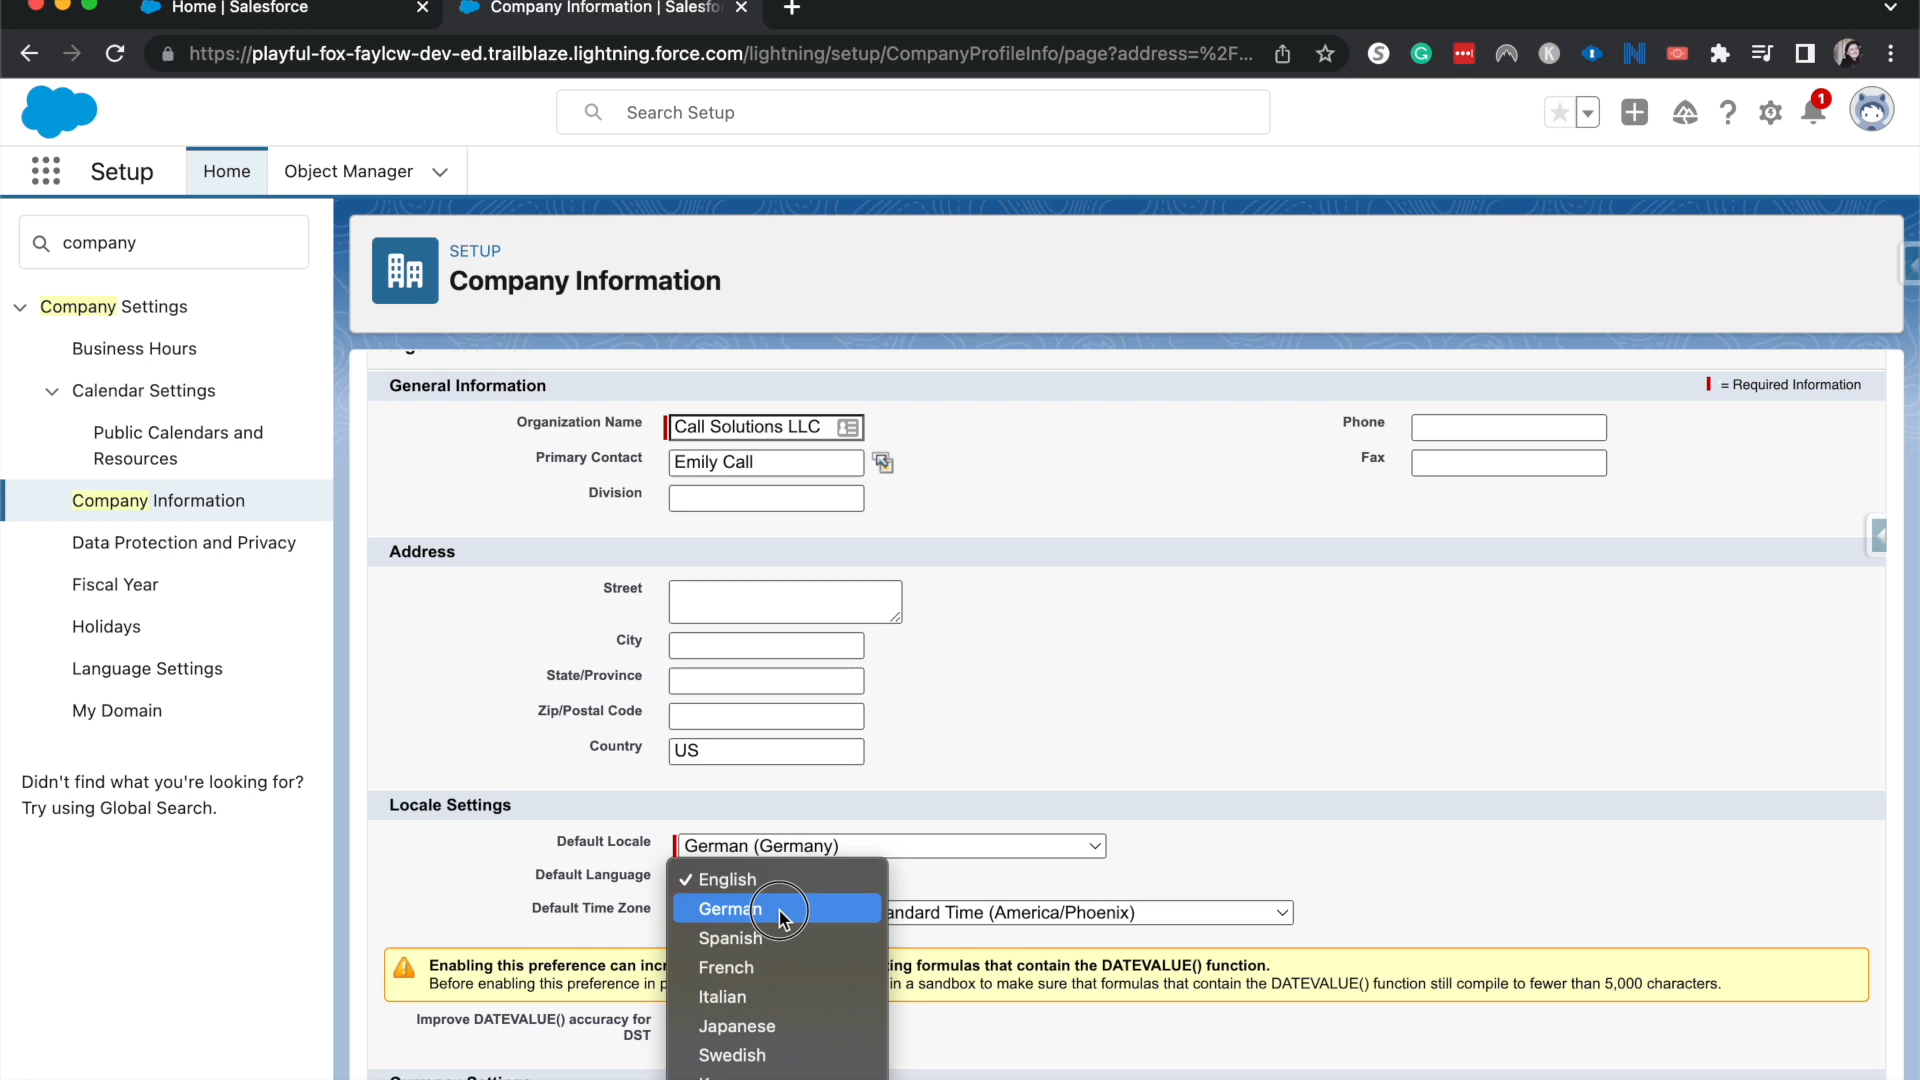 Home | Salesforce
Company Information | Salesfo
https://playful-fox-faylcw-dev-ed.trailblaze.lightning.force.com/lightning/setup/CompanyProfileInfo/page?address=%2F...
Search Setup
1
Setup
Home
Object Manager
company
Company Settings
Business Hours
Calendar Settings
Public Calendars and
Resources
Company Information
Data Protection and Privacy
Fiscal Year
Holidays
Language Settings
My Domain
Didn't find what you're looking for?
Try using Global Search.
SETUP
Company Information
General Information
= Required Information
Organization Name
Call Solutions LLC
Phone
Primary Contact
Emily Call
Fax
Division
Address
Street
City
State/Province
Zip/Postal Code
Country
US
Locale Settings
Default Locale
German (Germany)
Default Language
English
Default Time Zone
German
andard Time (America/Phoenix)
Spanish
French
Italian
Japanese
Swedish
Enabling this preference can incr
ing formulas that contain the DATEVALUE() function.
Before enabling this preference in p
in a sandbox to make sure that formulas that contain the DATEVALUE() function still compile to fewer than 5,000 characters.
Improve DATEVALUE() accuracy for
DST